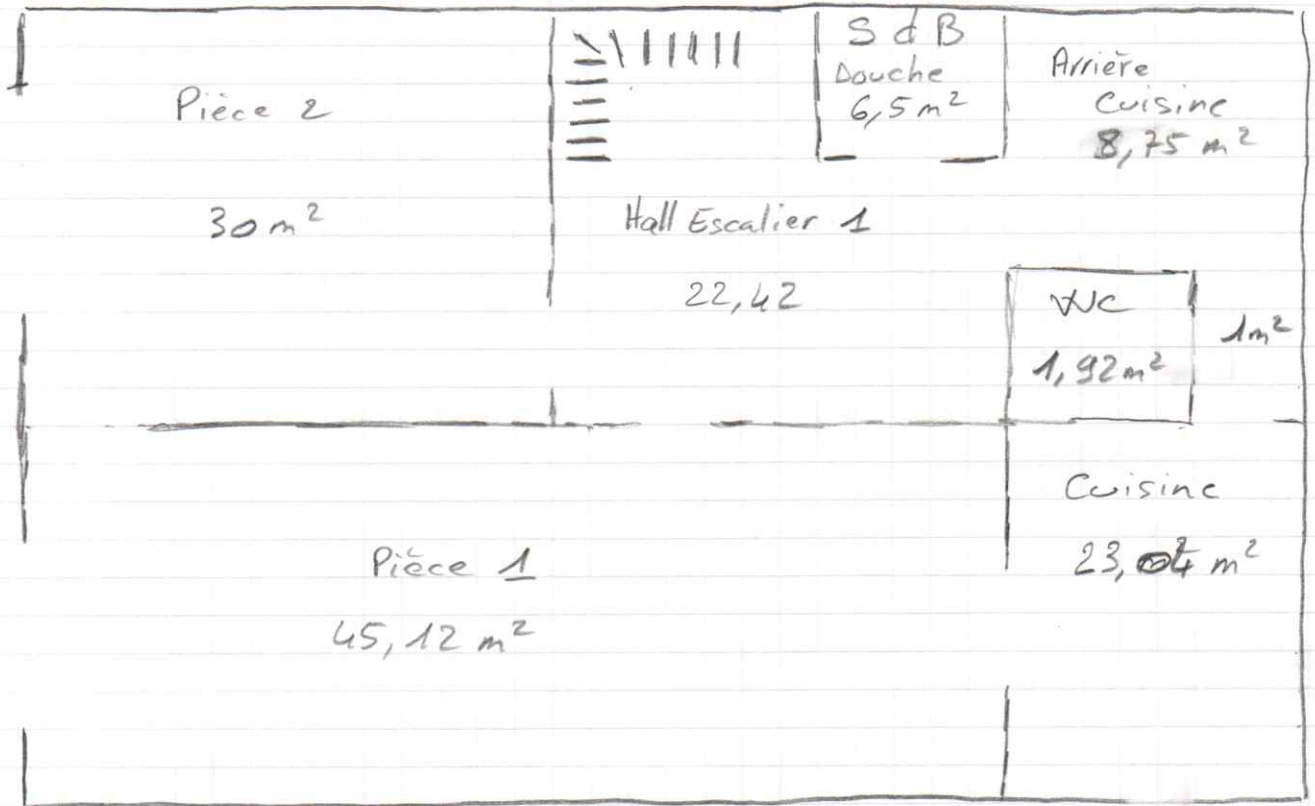 Pièce 2
30 m²
S d B
Douche
6,5 m²
Arrière
Cuisine
8,75 m²
Hall Escalier 1
22,42
WC
1,92 m²
1m²
Pièce 1
45,12 m²
Cuisine
m²